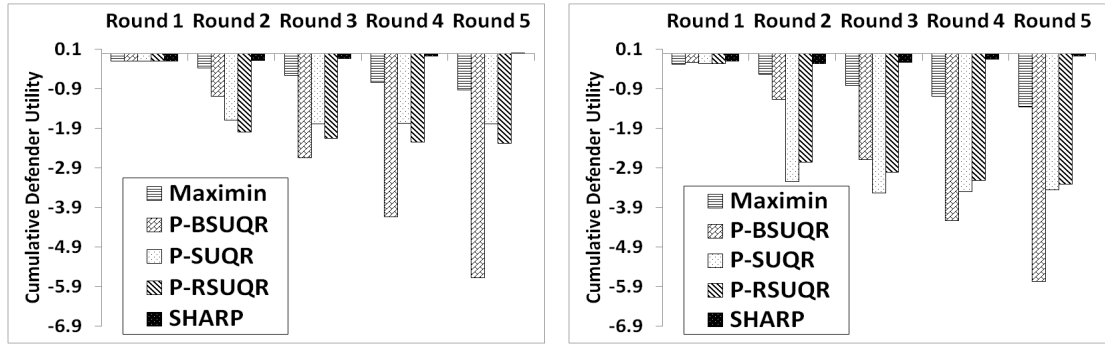 Round 1 Round 2 Round 3 Round 4 Round 5
0.1
-0.9
-1.9
-2.9
-3.9
-4.9
-5.9
-6.9
Cumulative Defender Utility
Maximin
P-BSUQR
P-SUQR
P-RSUQR
SHARP
Round 1 Round 2 Round 3 Round 4 Round 5
0.1
-0.9
-1.9
-2.9
-3.9
-4.9
-5.9
-6.9
Cumulative Defender Utility
Maximin
P-BSUQR
P-SUQR
P-RSUQR
SHARP